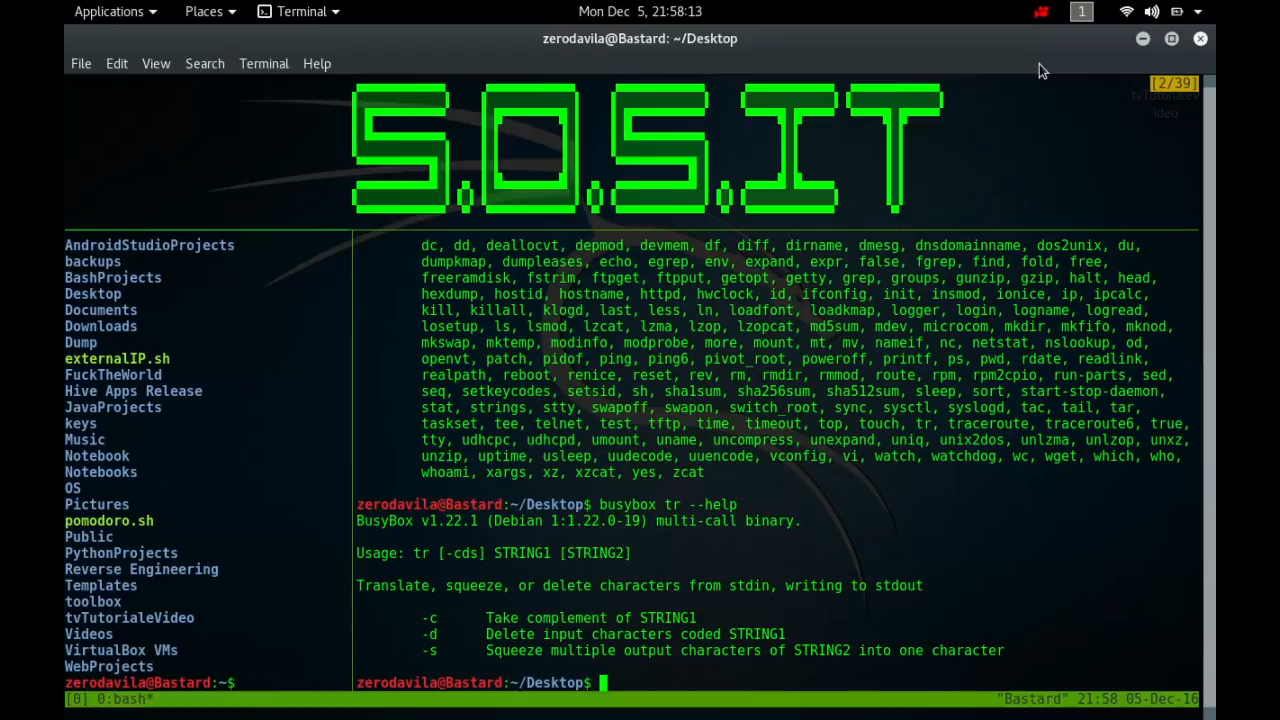 Applications Places Terminal Mon Dec 5, 21:58:13 1
zerodavila@Bastard: ~/Desktop
File Edit View Search Terminal Help
[2/39]
tvTutorialeV
ideo
S.O.S.IT
AndroidStudioProjects
backups
BashProjects
Desktop
Documents
Downloads
Dump
externalIP.sh
FuckTheWorld
Hive Apps Release
JavaProjects
keys
Music
Notebook
Notebooks
OS
Pictures
pomodoro.sh
Public
PythonProjects
Reverse Engineering
Templates
toolbox
tvTutorialeVideo
Videos
VirtualBox VMs
WebProjects
zerodavila@Bastard:~$
dc, dd, deallocvt, depmod, devmem, df, diff, dirname, dmesg, dnsdomainname, dos2unix, du,
dumpkmap, dumpleases, echo, egrep, env, expand, expr, false, fgrep, find, fold, free,
freeramdisk, fstrim, ftpget, ftpput, getopt, getty, grep, groups, gunzip, gzip, halt, head,
hexdump, hostid, hostname, httpd, hwclock, id, ifconfig, init, insmod, ionice, ip, ipcalc,
kill, killall, klogd, last, less, ln, loadfont, loadkmap, logger, login, logname, logread,
losetup, ls, lsmod, lzcat, lzma, lzop, lzopcat, md5sum, mdev, microcom, mkdir, mkfifo, mknod,
mkswap, mktemp, modinfo, modprobe, more, mount, mt, mv, nameif, nc, netstat, nslookup, od,
openvt, patch, pidof, ping, ping6, pivot_root, poweroff, printf, ps, pwd, rdate, readlink,
realpath, reboot, renice, reset, rev, rm, rmdir, rmmod, route, rpm, rpm2cpio, run-parts, sed,
seq, setkeycodes, setsid, sh, sha1sum, sha256sum, sha512sum, sleep, sort, start-stop-daemon,
stat, strings, stty, swapoff, swapon, switch_root, sync, sysctl, syslogd, tac, tail, tar,
taskset, tee, telnet, test, tftp, time, timeout, top, touch, tr, traceroute, traceroute6, true,
tty, udhcpc, udhcpd, umount, uname, uncompress, unexpand, uniq, unix2dos, unlzma, unlzop, unxz,
unzip, uptime, usleep, uudecode, uuencode, vconfig, vi, watch, watchdog, wc, wget, which, who,
whoami, xargs, xz, xzcat, yes, zcat
zerodavila@Bastard:~/Desktop$ busybox tr --help
BusyBox v1.22.1 (Debian 1:1.22.0-19) multi-call binary.
Usage: tr [-cds] STRING1 [STRING2]
Translate, squeeze, or delete characters from stdin, writing to stdout
-c Take complement of STRING1
-d Delete input characters coded STRING1
-s Squeeze multiple output characters of STRING2 into one character
zerodavila@Bastard:~/Desktop$
[0] 0:bash* "Bastard" 21:58 05-Dec-16